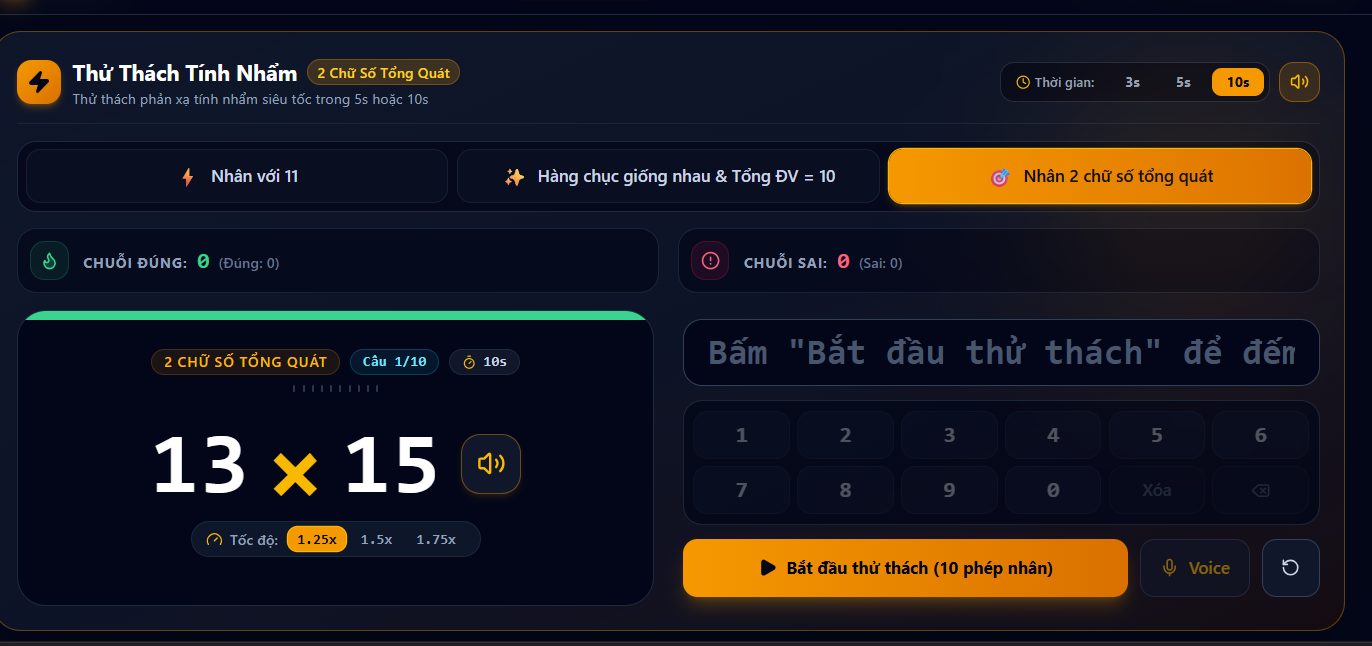 Thử Thách Tính Nhẩm 2 Chữ Số Tổng Quát
Thử thách phản xạ tính nhẩm siêu tốc trong 5s hoặc 10s
Thời gian: 3s 5s 10s
Nhân với 11
Hàng chục giống nhau & Tổng ĐV = 10
Nhân 2 chữ số tổng quát
CHUỖI ĐÚNG: 0 (Đúng: 0)
CHUỖI SAI: 0 (Sai: 0)
2 CHỮ SỐ TỔNG QUÁT Câu 1/10 10s
13 × 15
Tốc độ: 1.25x 1.5x 1.75x
Bấm "Bắt đầu thử thách" để đếm
1 2 3 4 5 6
7 8 9 0 Xóa
Bắt đầu thử thách (10 phép nhân) Voice